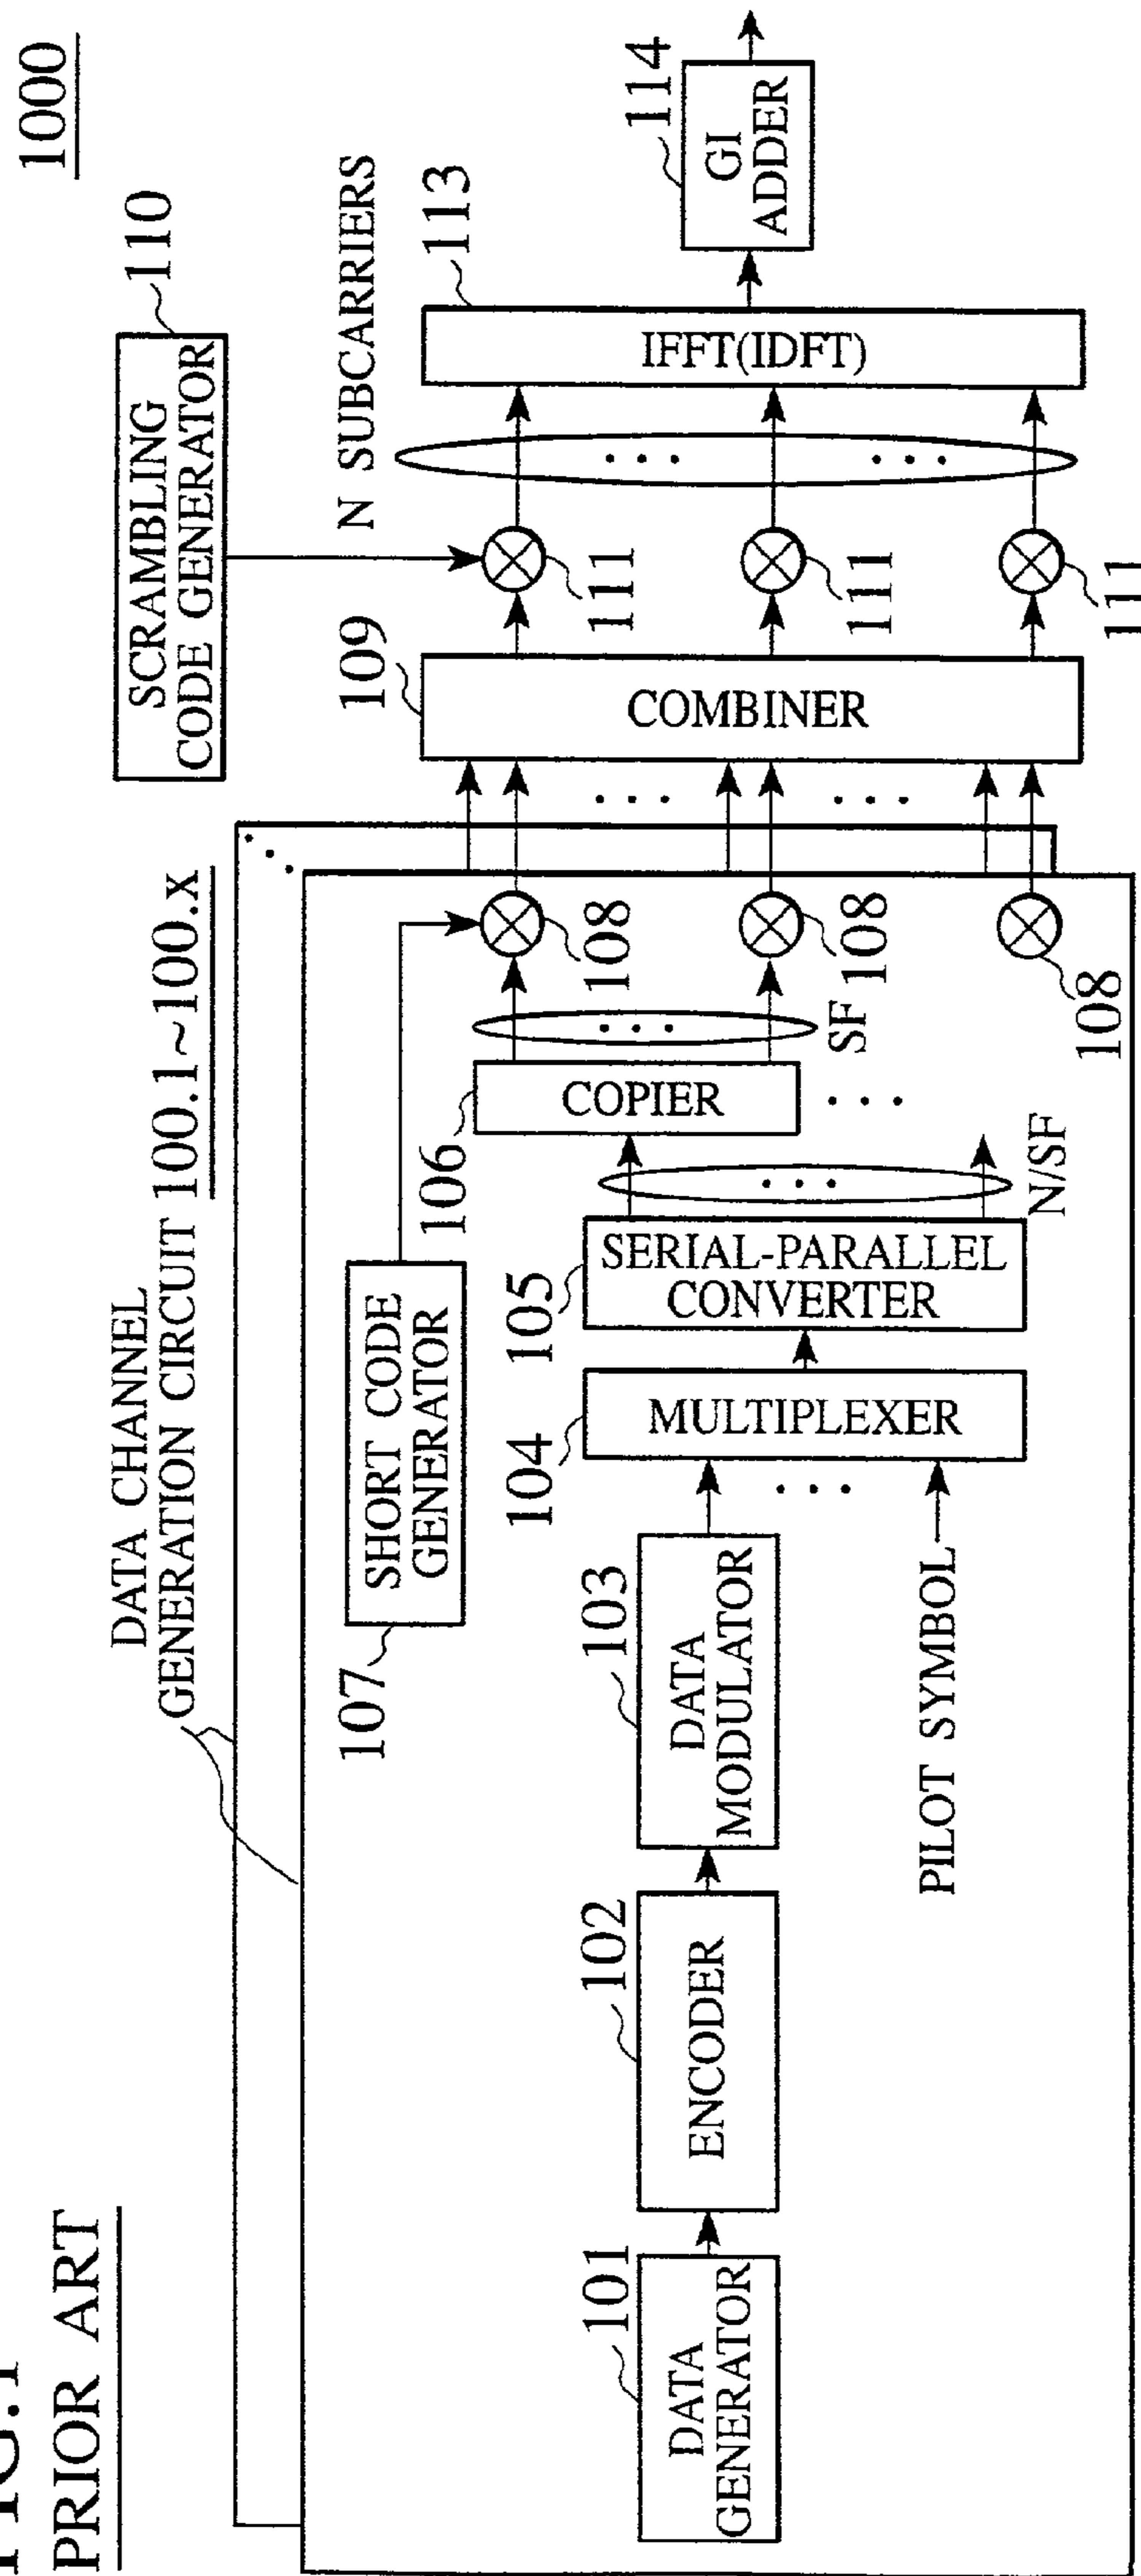 PRIOR ART
1000
DATA CHANNEL
GENERATION CIRCUIT 100.1~100.x
SCRAMBLING
CODE GENERATOR
110
N SUBCARRIERS
107
SHORT CODE
GENERATOR
101
DATA
GENERATOR
102
ENCODER
103
DATA
MODULATOR
PILOT SYMBOL
104
MULTIPLEXER
105
SERIAL-PARALLEL
CONVERTER
N/SF
106
COPIER
SF
108
108
108
109
COMBINER
111
111
111
113
IFFT(IDFT)
114
GI
ADDER